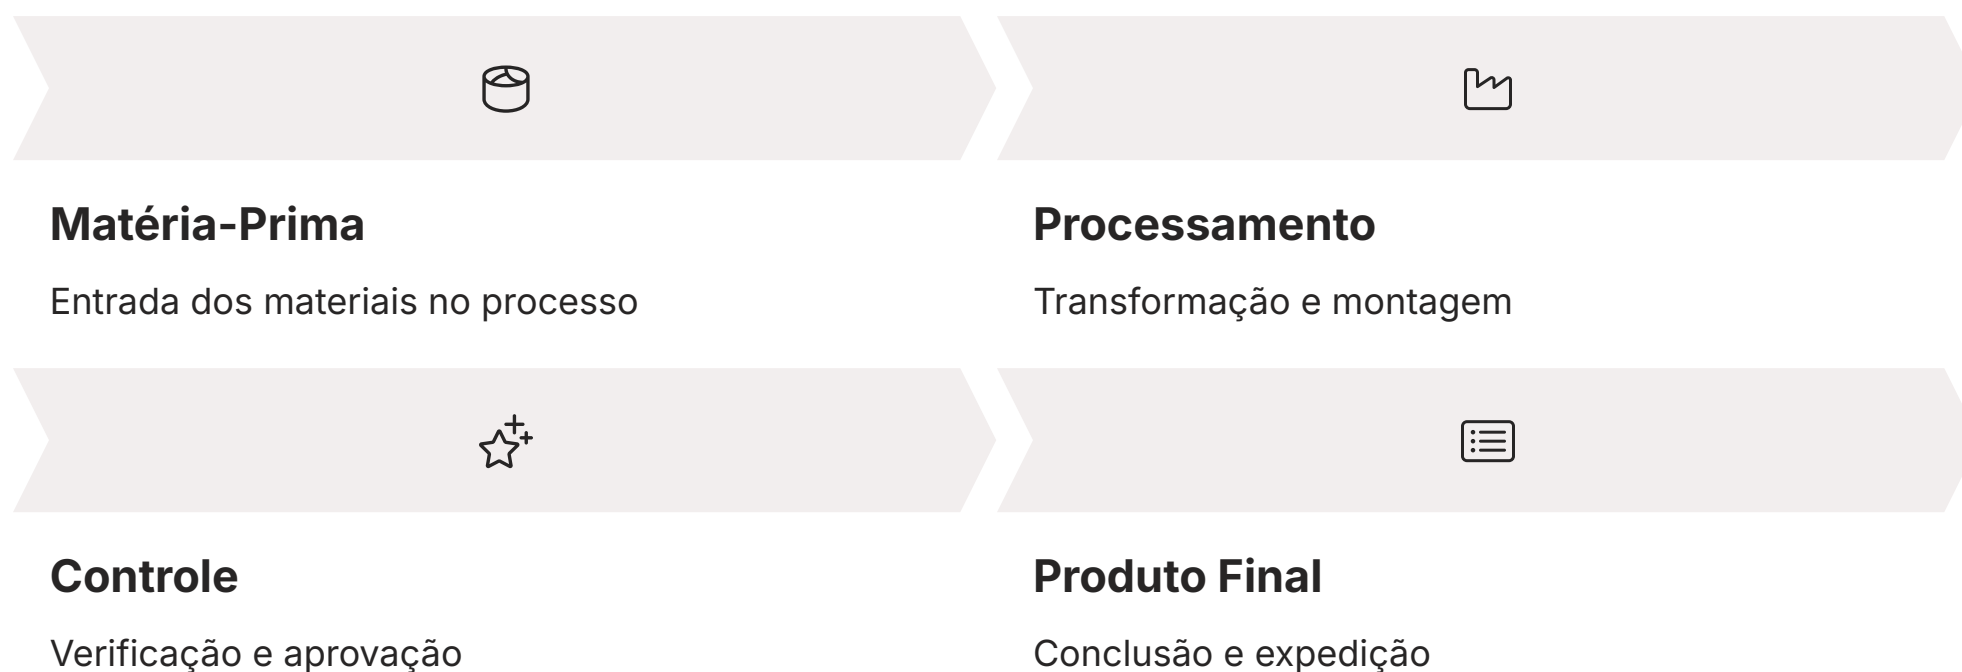 Matéria-Prima
Entrada dos materiais no processo
Processamento
Transformação e montagem
Controle
Verificação e aprovação
Produto Final
Conclusão e expedição